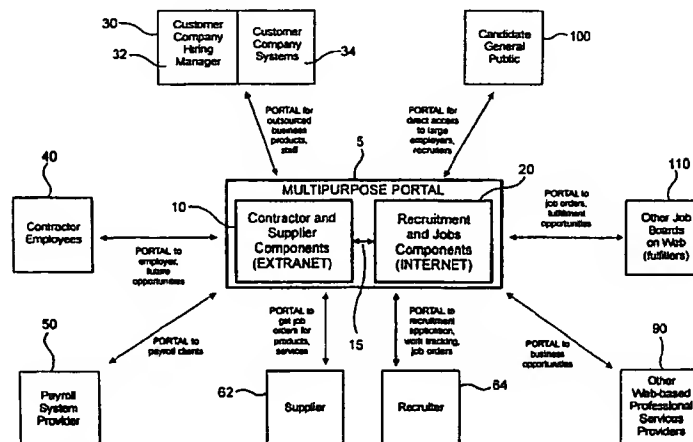 30
32
Customer
Company
Hiring
Manager
Customer
Company
Systems
34
Candidate
General
Public
100
PORTAL for
outsourced
business
products,
staff
PORTAL for
direct access
to large
employers,
recruiters
5
20
MULTIPURPOSE PORTAL
10
Contractor and
Supplier
Components
(EXTRANET)
Recruitment
and Jobs
Components
(INTERNET)
15
40
Contractor
Employees
PORTAL to
employer,
future
opportunities
PORTAL to
job orders,
fulfillment
opportunities
110
Other Job
Boards
on Web
(fulfillers)
50
Payroll
System
Provider
PORTAL to
payroll clients
PORTAL to
get job
orders for
products,
services
PORTAL to
recruitment
application,
work tracking,
job orders
PORTAL to
business
opportunities
90
Other
Web-based
Professional
Services
Providers
62
Supplier
Recruiter
64